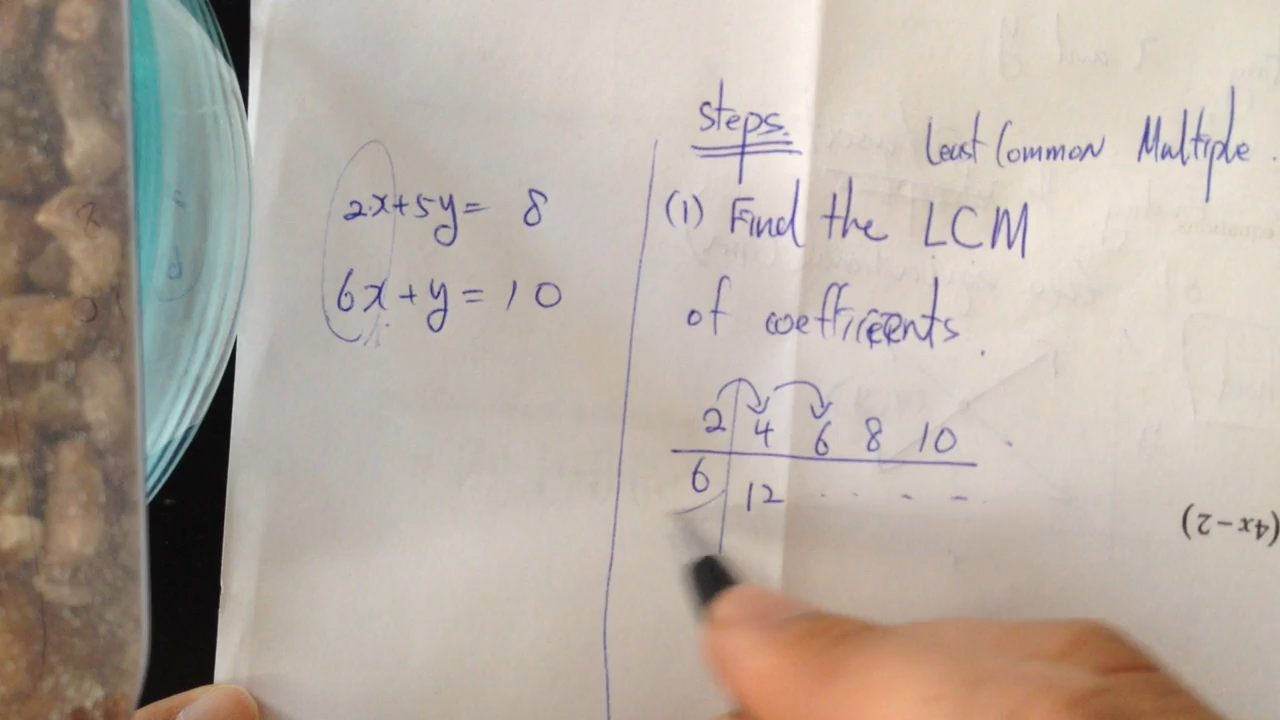 2x+5y= 8
6x+y=10
steps.
Least Common Multiple.
(1) Find the LCM
of coefficients.
2 4 6 8 10
6 12 . . - -
(4x-2)